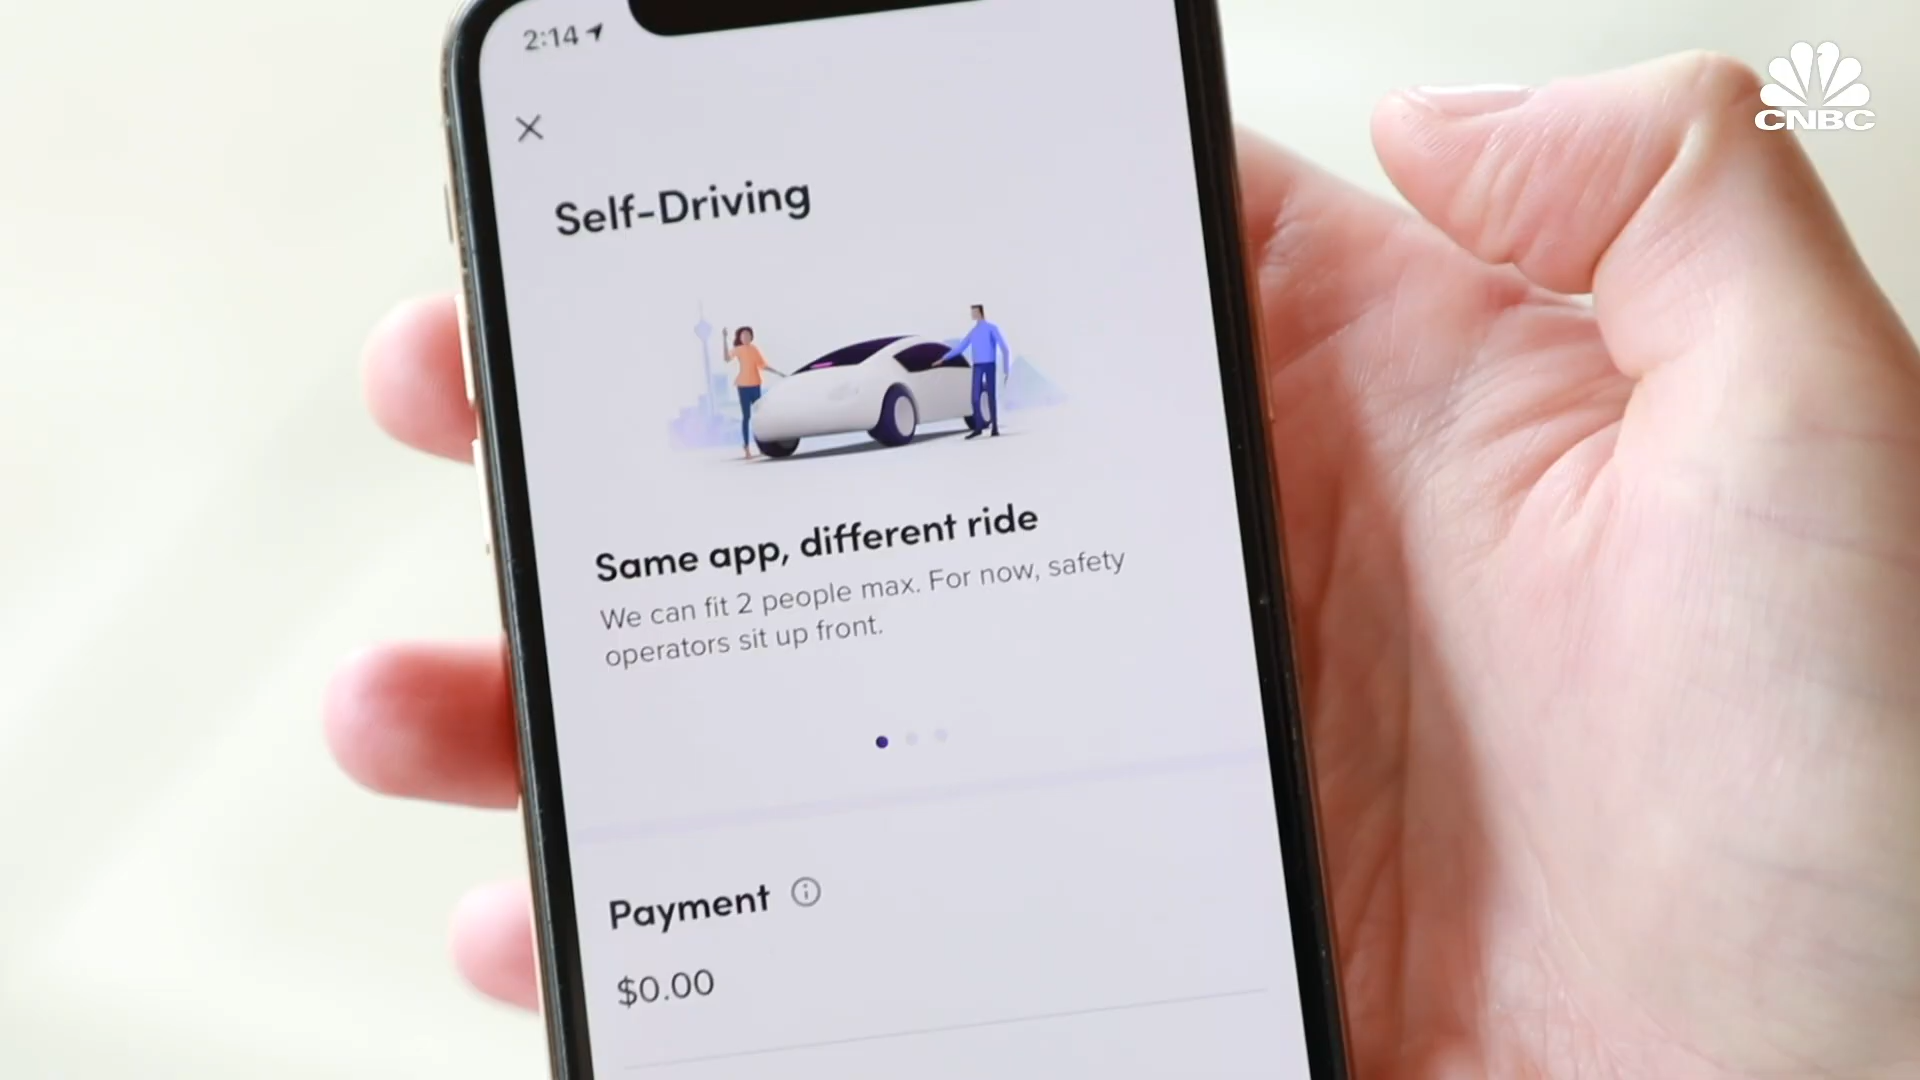 2:14
CNBC
Self-Driving
Same app, different ride
We can fit 2 people max. For now, safety
operators sit up front.
Payment
$0.00